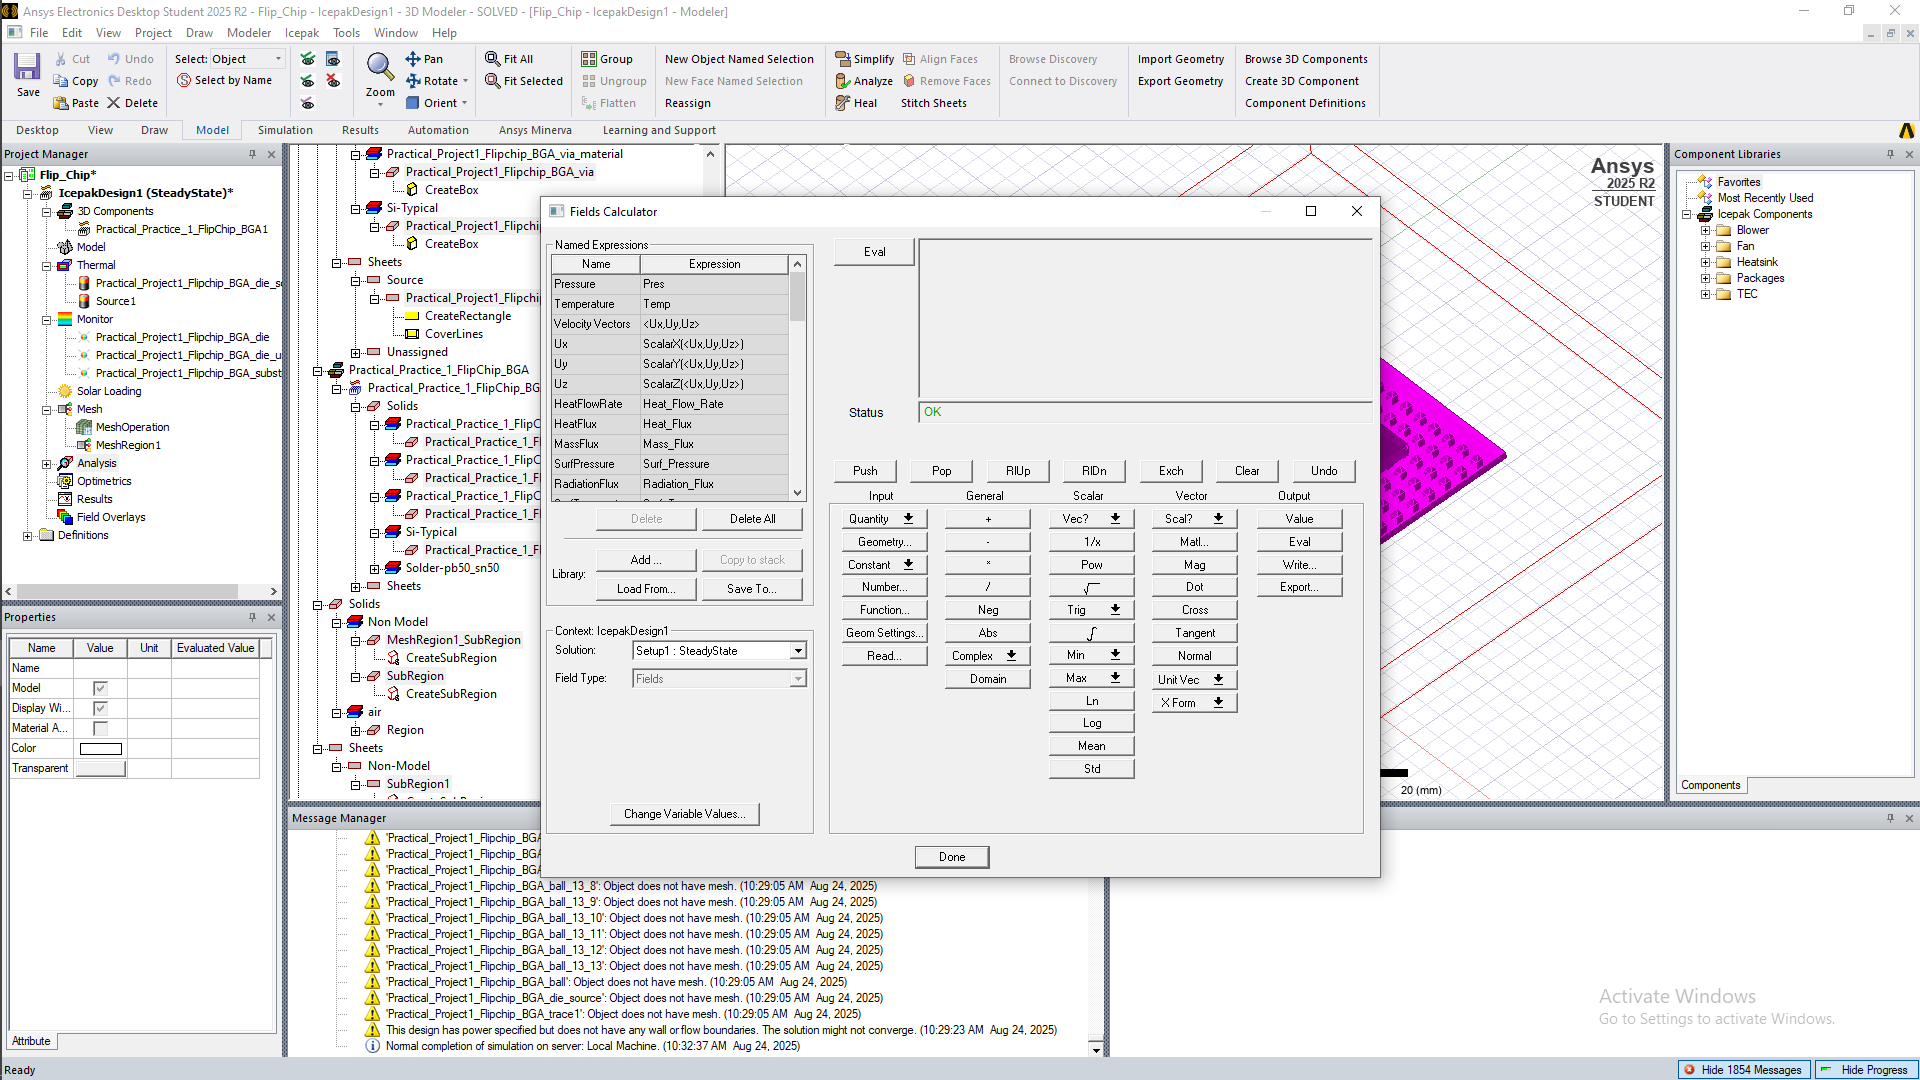 Ansys Electronics Desktop Student 2025 R2 - Flip_Chip - IcepakDesign1 - 3D Modeler - SOLVED - [Flip_Chip - IcepakDesign1 - Modeler]
File Edit View Project Draw Modeler Icepak Tools Window Help
Save
Cut
Copy
Paste
Undo
Redo
Delete
Select: Object
Select by Name
Zoom
Pan
Rotate
Orient
Fit All
Fit Selected
Group
Ungroup
Flatten
New Object Named Selection
New Face Named Selection
Reassign
Simplify
Analyze
Heal
Align Faces
Remove Faces
Stitch Sheets
Browse Discovery
Connect to Discovery
Import Geometry
Export Geometry
Browse 3D Components
Create 3D Component
Component Definitions
Desktop View Draw Model Simulation Results Automation Ansys Minerva Learning and Support
Project Manager
Flip_Chip*
IcepakDesign1 (SteadyState)*
3D Components
Practical_Practice_1_FlipChip_BGA1
Model
Thermal
Practical_Project1_Flipchip_BGA_die_s
Source1
Monitor
Practical_Project1_Flipchip_BGA_die
Practical_Project1_Flipchip_BGA_die_u
Practical_Project1_Flipchip_BGA_subst
Solar Loading
Mesh
MeshOperation
MeshRegion1
Analysis
Optimetrics
Results
Field Overlays
Definitions
Properties
Name Value Unit Evaluated Value
Name
Model
Display Wi...
Material A...
Color
Transparent
Attribute
Practical_Project1_Flipchip_BGA_via_material
Practical_Project1_Flipchip_BGA_via
CreateBox
Si-Typical
Practical_Project1_Flipchi
CreateBox
Sheets
Source
Practical_Project1_Flipchi
CreateRectangle
CoverLines
Unassigned
Practical_Practice_1_FlipChip_BGA
Practical_Practice_1_FlipChip_BG
Solids
Practical_Practice_1_FlipC
Practical_Practice_1_Fl
Practical_Practice_1_FlipC
Practical_Practice_1_Fl
Practical_Practice_1_FlipC
Practical_Practice_1_Fl
Si-Typical
Practical_Practice_1_Fl
Solder-pb50_sn50
Sheets
Solids
Non Model
MeshRegion1_SubRegion
CreateSubRegion
SubRegion
CreateSubRegion
air
Region
Sheets
Non-Model
SubRegion1
Fields Calculator
Named Expressions
Name Expression
Pressure Pres
Temperature Temp
Velocity Vectors <Ux,Uy,Uz>
Ux ScalarX(<Ux,Uy,Uz>)
Uy ScalarY(<Ux,Uy,Uz>)
Uz ScalarZ(<Ux,Uy,Uz>)
HeatFlowRate Heat_Flow_Rate
HeatFlux Heat_Flux
MassFlux Mass_Flux
SurfPressure Surf_Pressure
RadiationFlux Radiation_Flux
Delete Delete All
Library:
Add ... Copy to stack
Load From... Save To...
Context: IcepakDesign1
Solution: Setup1 : SteadyState
Field Type: Fields
Change Variable Values...
Eval
Status OK
Push Pop RlUp RlDn Exch Clear Undo
Input General Scalar Vector Output
Quantity + Vec? Scal? Value
Geometry... - 1/x Matl... Eval
Constant * Pow Mag Write...
Number... / √ Dot Export...
Function... Neg Trig Cross
Geom Settings... Abs ∫ Tangent
Read... Complex Min Normal
Domain Max Unit Vec
Ln X Form
Log
Mean
Std
Done
Ansys
2025 R2
STUDENT
20 (mm)
Component Libraries
Favorites
Most Recently Used
Icepak Components
Blower
Fan
Heatsink
Packages
TEC
Components
Message Manager
'Practical_Project1_Flipchip_BGA
'Practical_Project1_Flipchip_BGA
'Practical_Project1_Flipchip_BGA
'Practical_Project1_Flipchip_BGA_ball_13_8': Object does not have mesh. (10:29:05 AM Aug 24, 2025)
'Practical_Project1_Flipchip_BGA_ball_13_9': Object does not have mesh. (10:29:05 AM Aug 24, 2025)
'Practical_Project1_Flipchip_BGA_ball_13_10': Object does not have mesh. (10:29:05 AM Aug 24, 2025)
'Practical_Project1_Flipchip_BGA_ball_13_11': Object does not have mesh. (10:29:05 AM Aug 24, 2025)
'Practical_Project1_Flipchip_BGA_ball_13_12': Object does not have mesh. (10:29:05 AM Aug 24, 2025)
'Practical_Project1_Flipchip_BGA_ball_13_13': Object does not have mesh. (10:29:05 AM Aug 24, 2025)
'Practical_Project1_Flipchip_BGA_ball': Object does not have mesh. (10:29:05 AM Aug 24, 2025)
'Practical_Project1_Flipchip_BGA_die_source': Object does not have mesh. (10:29:05 AM Aug 24, 2025)
'Practical_Project1_Flipchip_BGA_trace1': Object does not have mesh. (10:29:05 AM Aug 24, 2025)
This design has power specified but does not have any wall or flow boundaries. The solution might not converge. (10:29:23 AM Aug 24, 2025)
Normal completion of simulation on server: Local Machine. (10:32:37 AM Aug 24, 2025)
Activate Windows
Go to Settings to activate Windows.
Ready
Hide 1854 Messages
Hide Progress